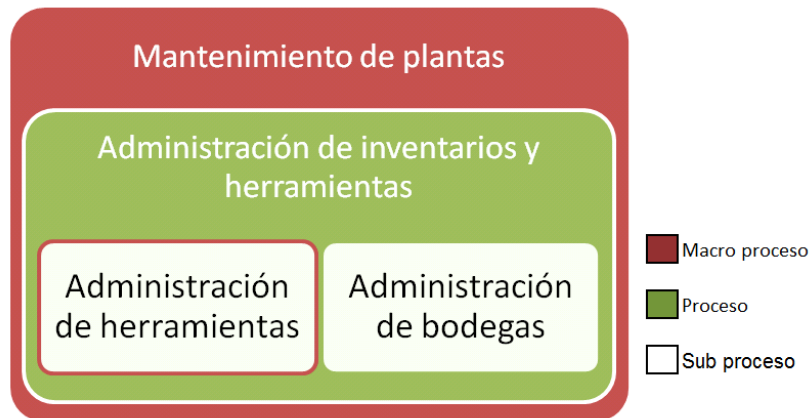 Mantenimiento de plantas
Administración de inventarios y
herramientas
Administración
de herramientas
Administración
de bodegas
Macro proceso
Proceso
Sub proceso